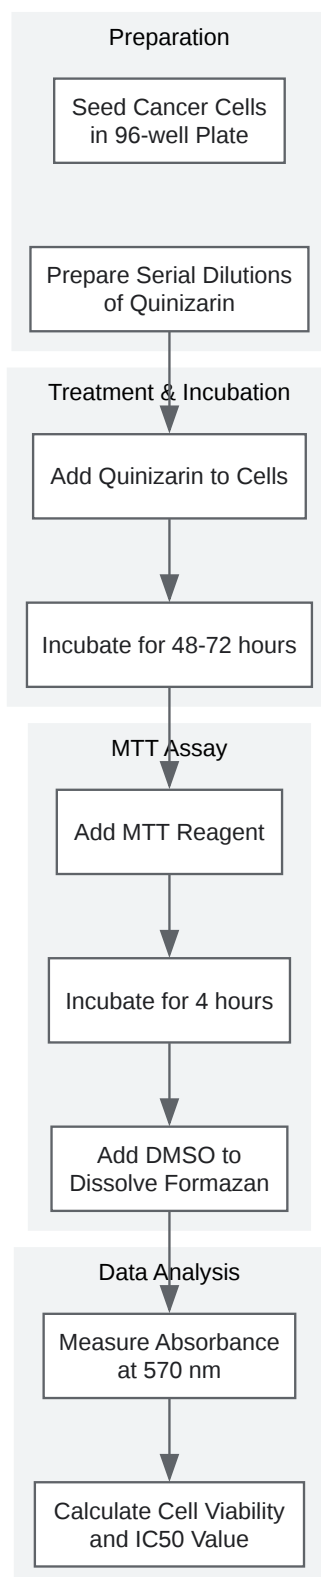 Preparation
Seed Cancer Cells
in 96-well Plate
Prepare Serial Dilutions
of Quinizarin
Treatment & Incubation
Add Quinizarin to Cells
Incubate for 48-72 hours
MTT Assay
Add MTT Reagent
Incubate for 4 hours
Add DMSO to
Dissolve Formazan
Data Analysis
Measure Absorbance
at 570 nm
Calculate Cell Viability
and IC50 Value